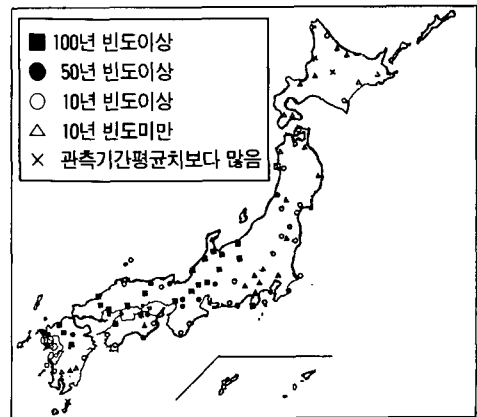 ■ 100년 빈도이상
● 50년 빈도이상
○ 10년 빈도이상
△ 10년 빈도미만
× 관측기간평균치보다 많음